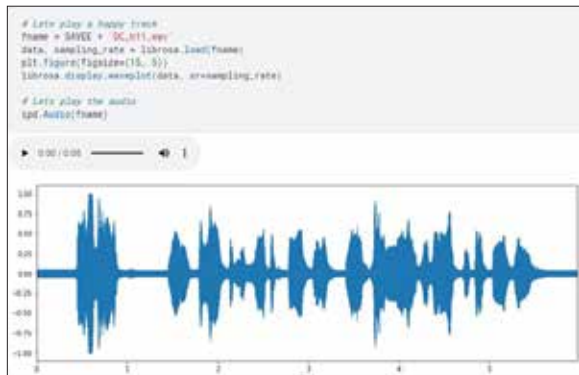 # Lets play a happy track
fname = SAVEE + 'DC_h11.wav'
data, sampling_rate = librosa.load(fname)
plt.figure(figsize=(15, 5))
librosa.display.waveplot(data, sr=sampling_rate)
# Lets play the audio
ipd.Audio(fname)
0:00 / 0:05
1.00
0.75
0.50
0.25
0.00
-0.25
-0.50
-0.75
-1.00
0 1 2 3 4 5